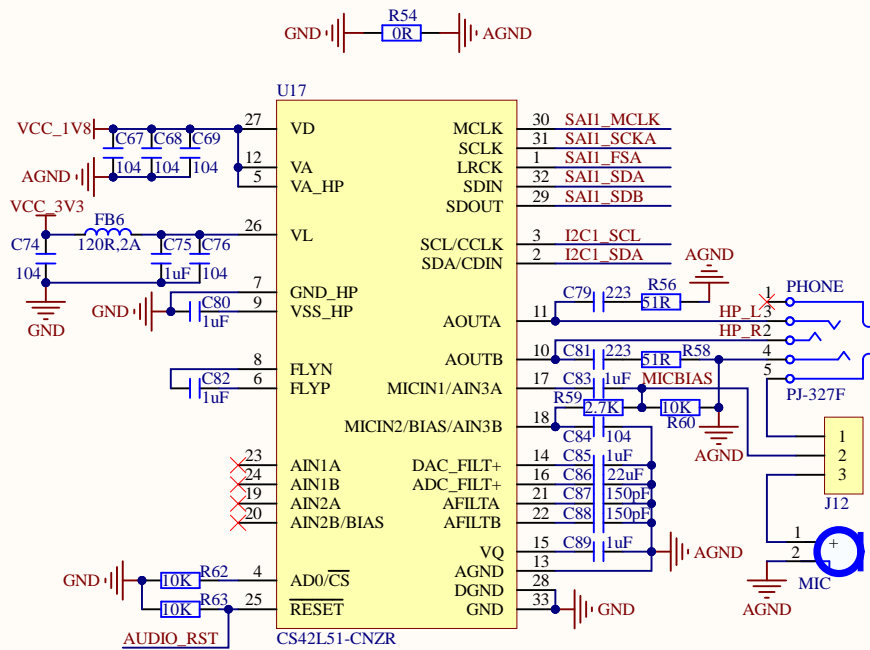 R54
GND 0R AGND
U17
VCC_1V8 27 VD MCLK 30 SAI1_MCLK
C67 C68 C69 SCLK 31 SAI1_SCKA
104 104 104 12 VA LRCK 1 SAI1_FSA
AGND 5 VA_HP SDIN 32 SAI1_SDA
SDOUT 29 SAI1_SDB
VCC_3V3
FB6 26 VL
120R,2A
C74 C75 C76 SCL/CCLK 3 I2C1_SCL
104 1uF 104 SDA/CDIN 2 I2C1_SDA
GND
AGND
7 GND_HP C79 223 R56 1 PHONE
GND C80 9 VSS_HP 51R
1uF AOUTA 11 HP_L 3
HP_R 2
8 FLYN AOUTB 10 C81 223 51R R58 4
C82 6 FLYP MICIN1/AIN3A 17 C83 1uF MICBIAS 5
1uF PJ-327F
R59 2.7K 10K
MICIN2/BIAS/AIN3B 18 R60
C84 104 AGND 1
23 AIN1A DAC_FILT+ 14 C85 1uF 2
24 AIN1B ADC_FILT+ 16 C86 22uF 3
19 AIN2A AFILTA 21 C87 150pF J12
20 AIN2B/BIAS AFILTB 22 C88 150pF
VQ 15 C89 1uF AGND 1 +
AGND 13 2
GND 10K R62 4 AD0/CS DGND 28 MIC
10K R63 25 RESET GND 33 GND AGND
AUDIO_RST CS42L51-CNZR